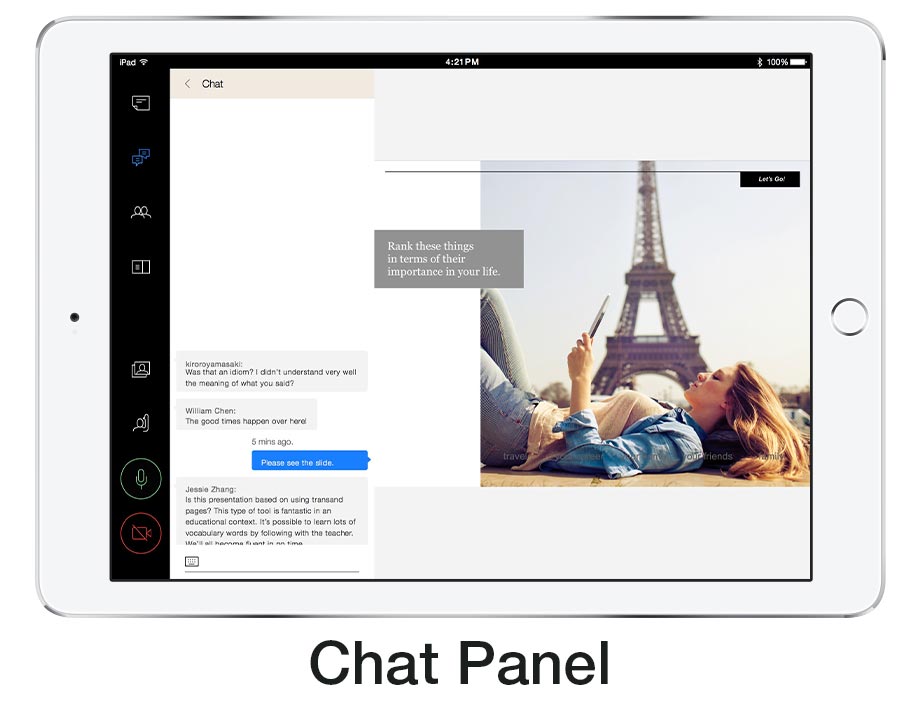 iPad 4:21PM 100%
Chat
Let's Go!
Rank these things
in terms of their
importance in your life.
kiroroyamasaki:
Was that an idiom? I didn't understand very well
the meaning of what you said?
William Chen:
The good times happen over here!
5 mins ago.
Please see the slide.
Jessie Zhang:
Is this presentation based on using transand
pages? This type of tool is fantastic in an
educational context. It's possible to learn lots of
vocabulary words by following with the teacher.
We'll all become fluent in no time.
travel your friends family
Chat Panel